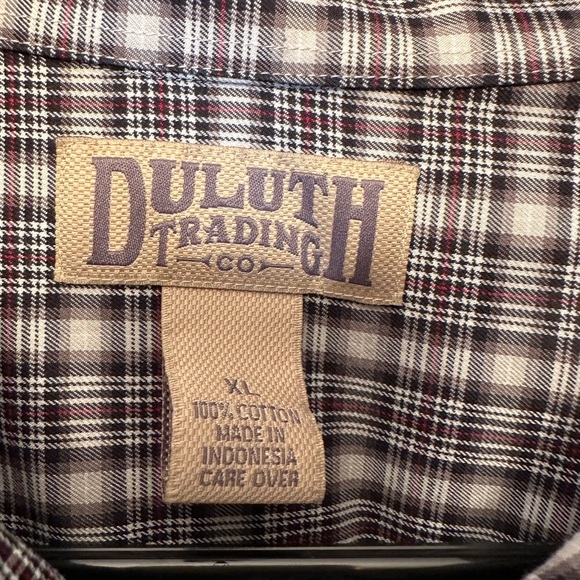 DULUTH
TRADING
CO
XL
100% COTTON
MADE IN
INDONESIA
CARE OVER